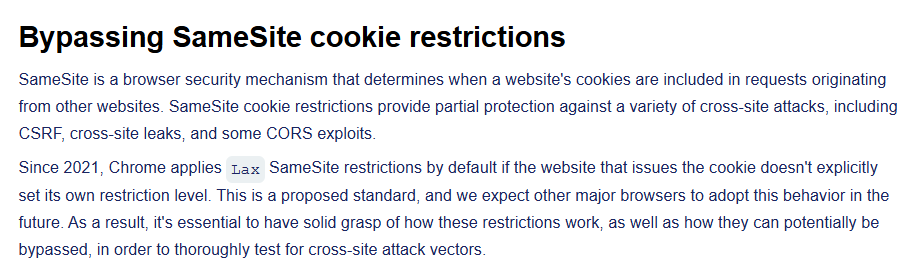 Bypassing SameSite cookie restrictions
SameSite is a browser security mechanism that determines when a website's cookies are included in requests originating
from other websites. SameSite cookie restrictions provide partial protection against a variety of cross-site attacks, including
CSRF, cross-site leaks, and some CORS exploits.
Since 2021, Chrome applies Lax SameSite restrictions by default if the website that issues the cookie doesn't explicitly
set its own restriction level. This is a proposed standard, and we expect other major browsers to adopt this behavior in the
future. As a result, it's essential to have solid grasp of how these restrictions work, as well as how they can potentially be
bypassed, in order to thoroughly test for cross-site attack vectors.